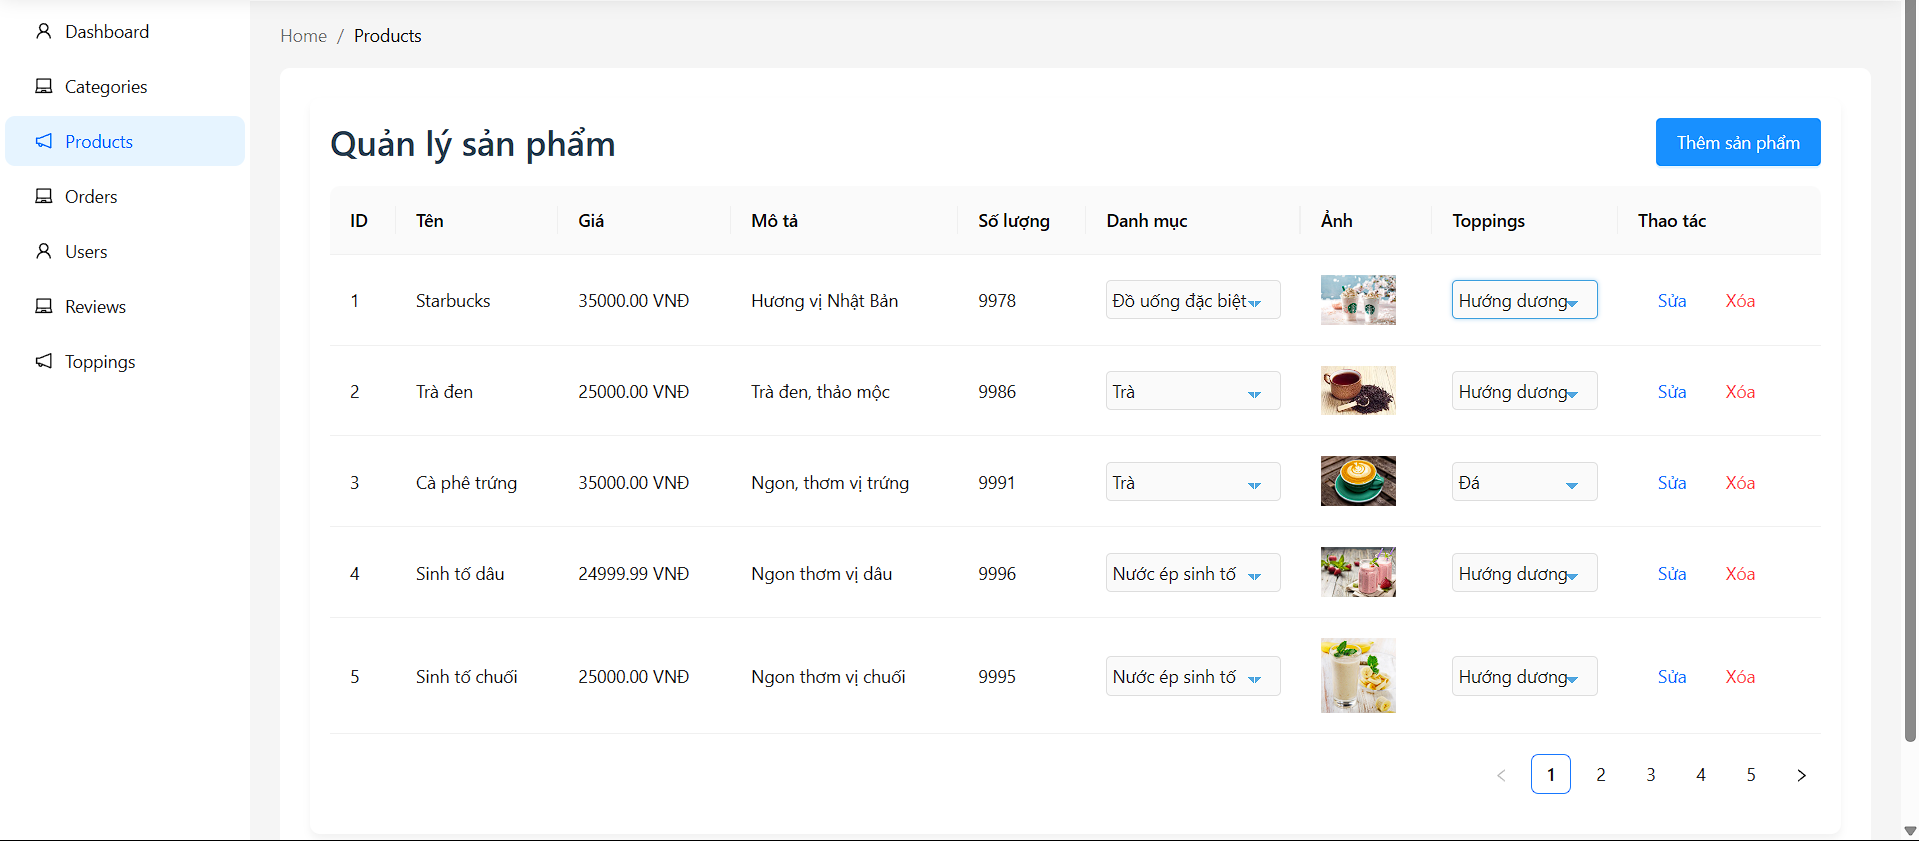 Dashboard
Categories
Products
Orders
Users
Reviews
Toppings
Home / Products
Quản lý sản phẩm
Thêm sản phẩm
ID Tên Giá Mô tả Số lượng Danh mục Ảnh Toppings Thao tác
1 Starbucks 35000.00 VNĐ Hương vị Nhật Bản 9978 Đồ uống đặc biệt Hướng dương Sửa Xóa
2 Trà đen 25000.00 VNĐ Trà đen, thảo mộc 9986 Trà Hướng dương Sửa Xóa
3 Cà phê trứng 35000.00 VNĐ Ngon, thơm vị trứng 9991 Trà Đá Sửa Xóa
4 Sinh tố dâu 24999.99 VNĐ Ngon thơm vị dâu 9996 Nước ép sinh tố Hướng dương Sửa Xóa
5 Sinh tố chuối 25000.00 VNĐ Ngon thơm vị chuối 9995 Nước ép sinh tố Hướng dương Sửa Xóa
< 1 2 3 4 5 >